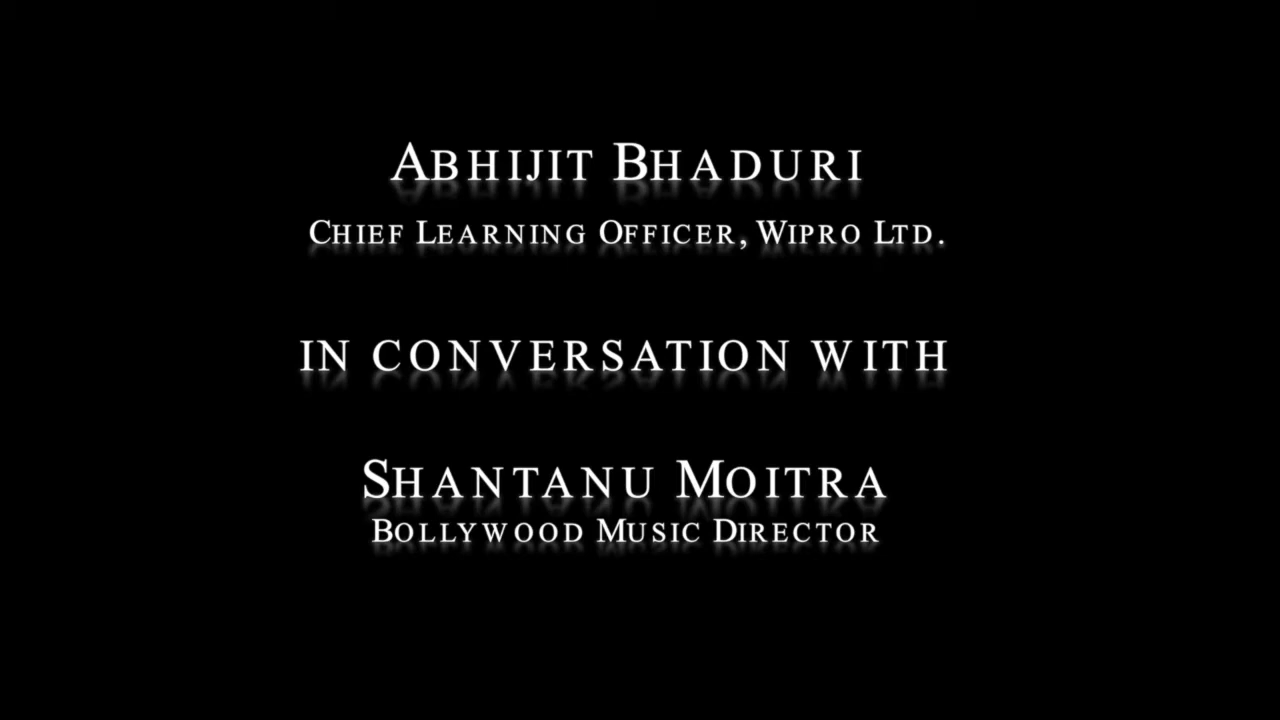 Abhijit Bhaduri
Chief Learning Officer, Wipro Ltd.
IN CONVERSATION WITH
Shantanu Moitra
Bollywood Music Director